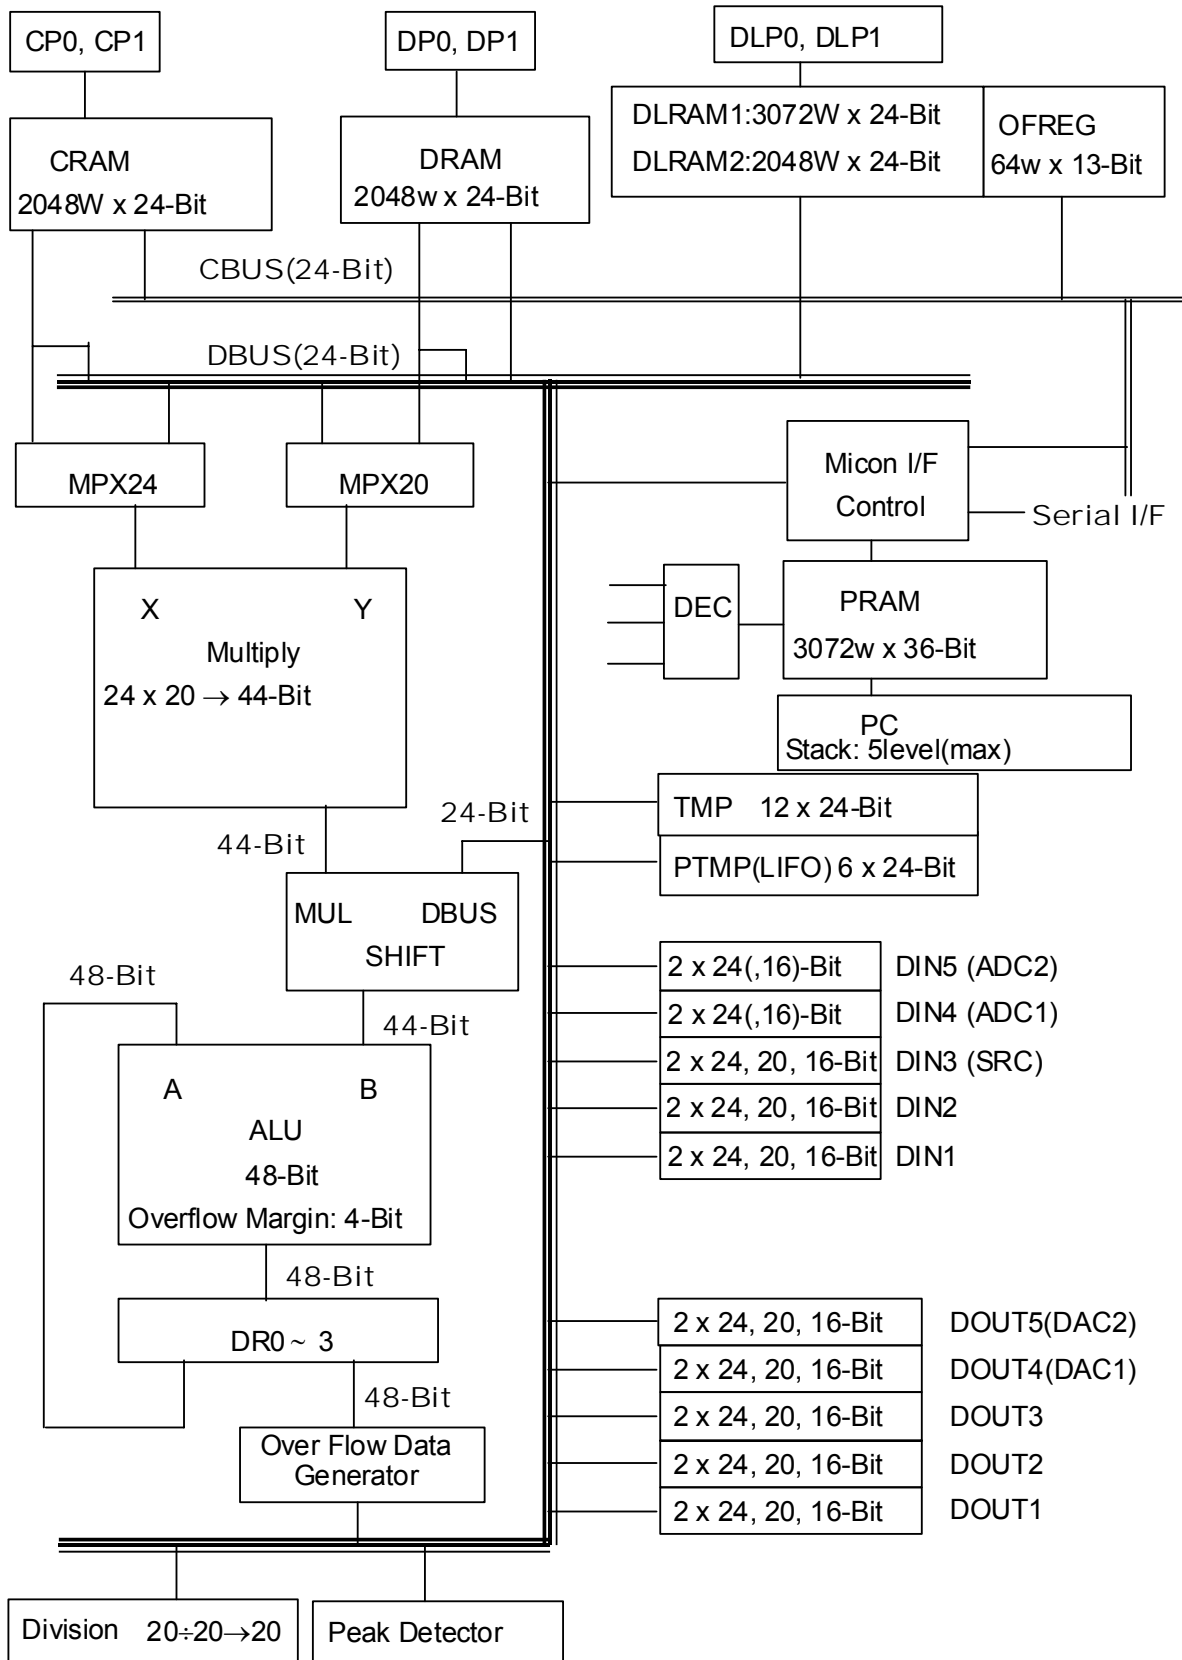 CP0, CP1
DP0, DP1
DLP0, DLP1
CRAM
2048W x 24-Bit
DRAM
2048w x 24-Bit
DLRAM1:3072W x 24-Bit
DLRAM2:2048W x 24-Bit
OFREG
64w x 13-Bit
CBUS(24-Bit)
DBUS(24-Bit)
MPX24
MPX20
Micon I/F
Control
Serial I/F
X
Y
Multiply
24 x 20 → 44-Bit
DEC
PRAM
3072w x 36-Bit
PC
Stack: 5level(max)
TMP 12 x 24-Bit
PTMP(LIFO) 6 x 24-Bit
44-Bit
24-Bit
MUL
DBUS
SHIFT
48-Bit
44-Bit
A
B
ALU
48-Bit
Overflow Margin: 4-Bit
48-Bit
DR0 ~ 3
48-Bit
Over Flow Data
Generator
2 x 24(,16)-Bit DIN5 (ADC2)
2 x 24(,16)-Bit DIN4 (ADC1)
2 x 24, 20, 16-Bit DIN3 (SRC)
2 x 24, 20, 16-Bit DIN2
2 x 24, 20, 16-Bit DIN1
2 x 24, 20, 16-Bit DOUT5(DAC2)
2 x 24, 20, 16-Bit DOUT4(DAC1)
2 x 24, 20, 16-Bit DOUT3
2 x 24, 20, 16-Bit DOUT2
2 x 24, 20, 16-Bit DOUT1
Division 20÷20→20
Peak Detector